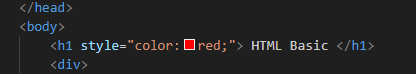 </head>
<body>
<h1 style="color:red;"> HTML Basic </h1>
<div>